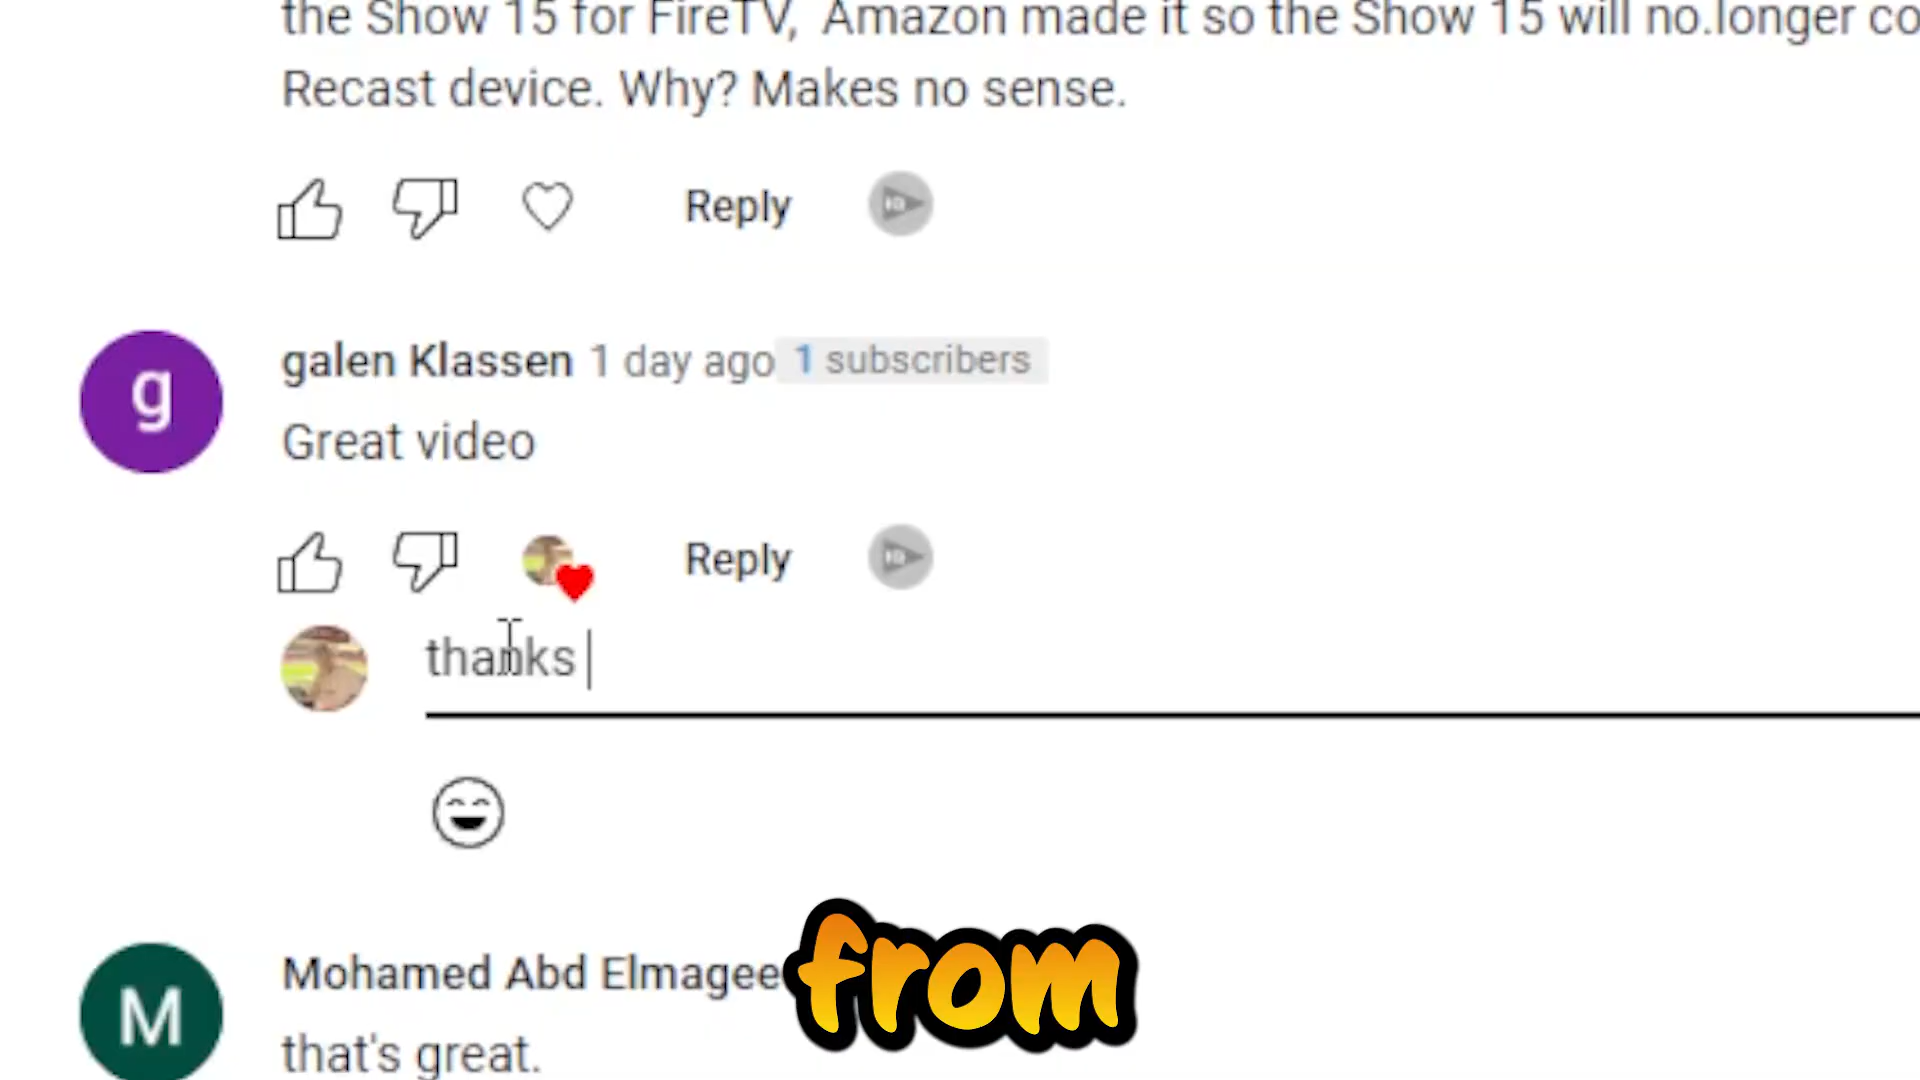 the Show 15 for FireTV, Amazon made it so the Show 15 will no.longer co
Recast device. Why? Makes no sense.
Reply
g
galen Klassen 1 day ago 1 subscribers
Great video
Reply
thanks
M
Mohamed Abd Elmagee
from
that's great.